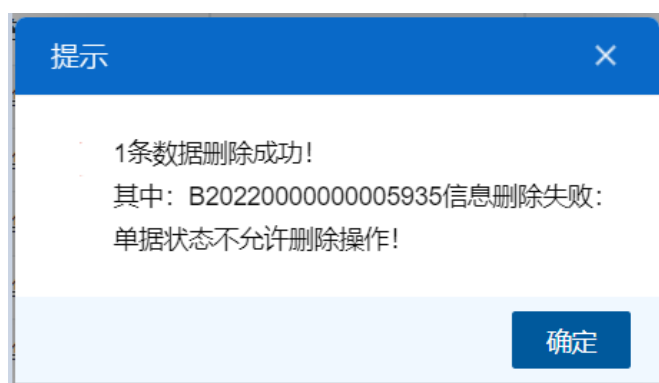 提示
1条数据删除成功！
其中：B20220000000005935信息删除失败：
单据状态不允许删除操作！
确定